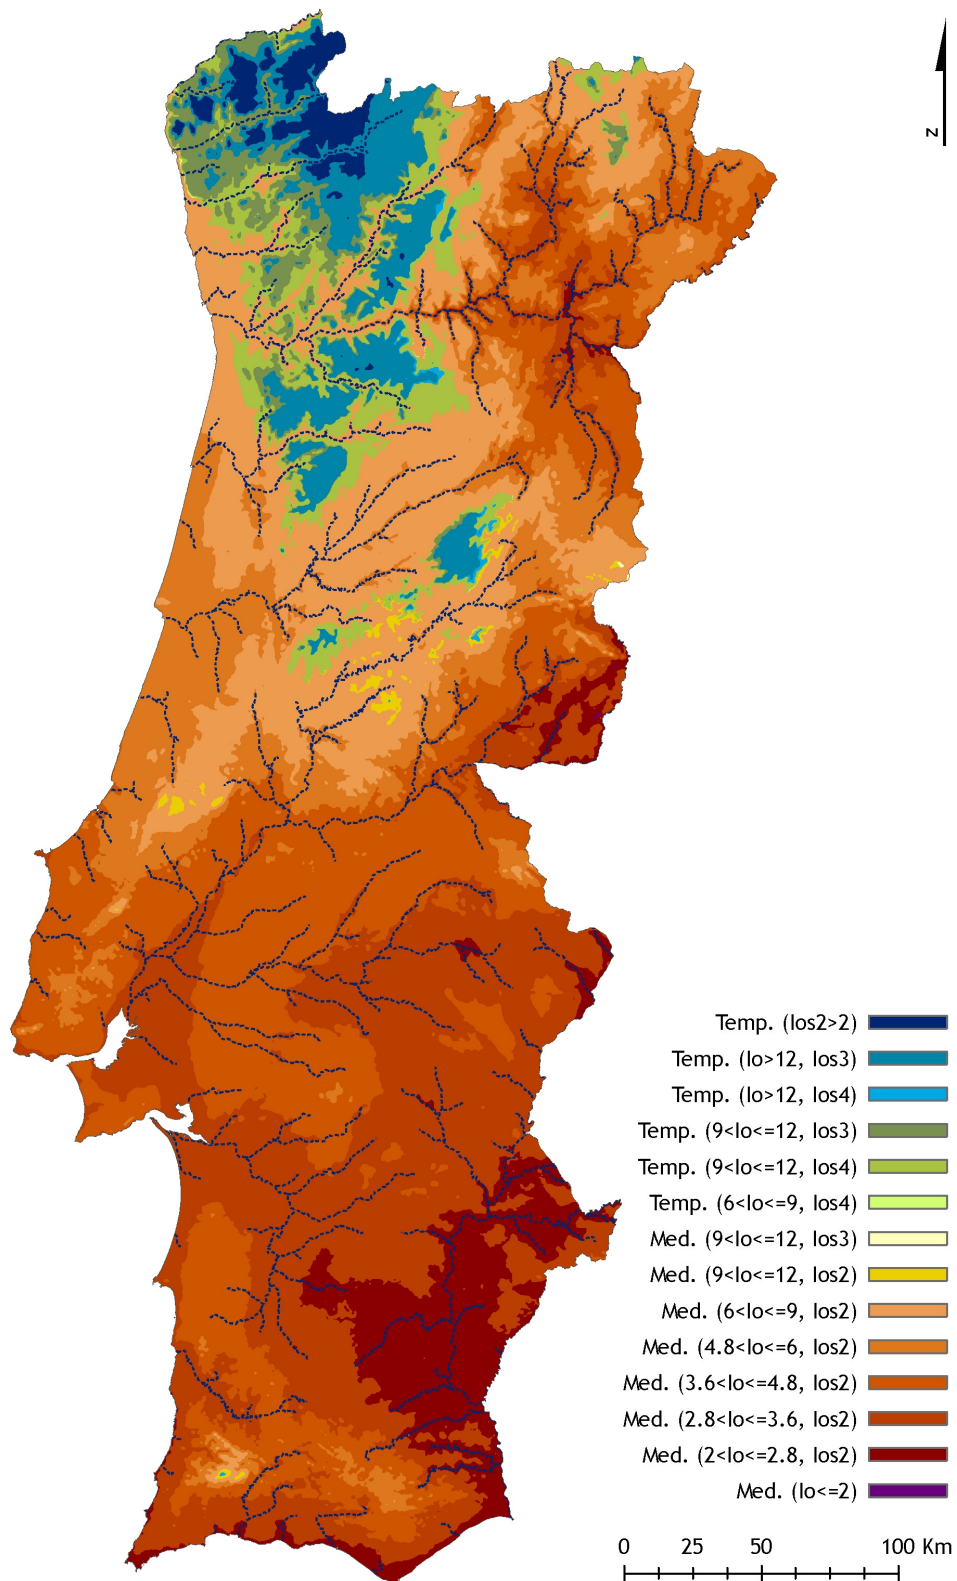 z
Temp. (Ios2>2)
Temp. (Io>12, Ios3)
Temp. (Io>12, Ios4)
Temp. (9<Io<=12, Ios3)
Temp. (9<Io<=12, Ios4)
Temp. (6<Io<=9, Ios4)
Med. (9<Io<=12, Ios3)
Med. (9<Io<=12, Ios2)
Med. (6<Io<=9, Ios2)
Med. (4.8<Io<=6, Ios2)
Med. (3.6<Io<=4.8, Ios2)
Med. (2.8<Io<=3.6, Ios2)
Med. (2<Io<=2.8, Ios2)
Med. (Io<=2)
0 25 50 100 Km